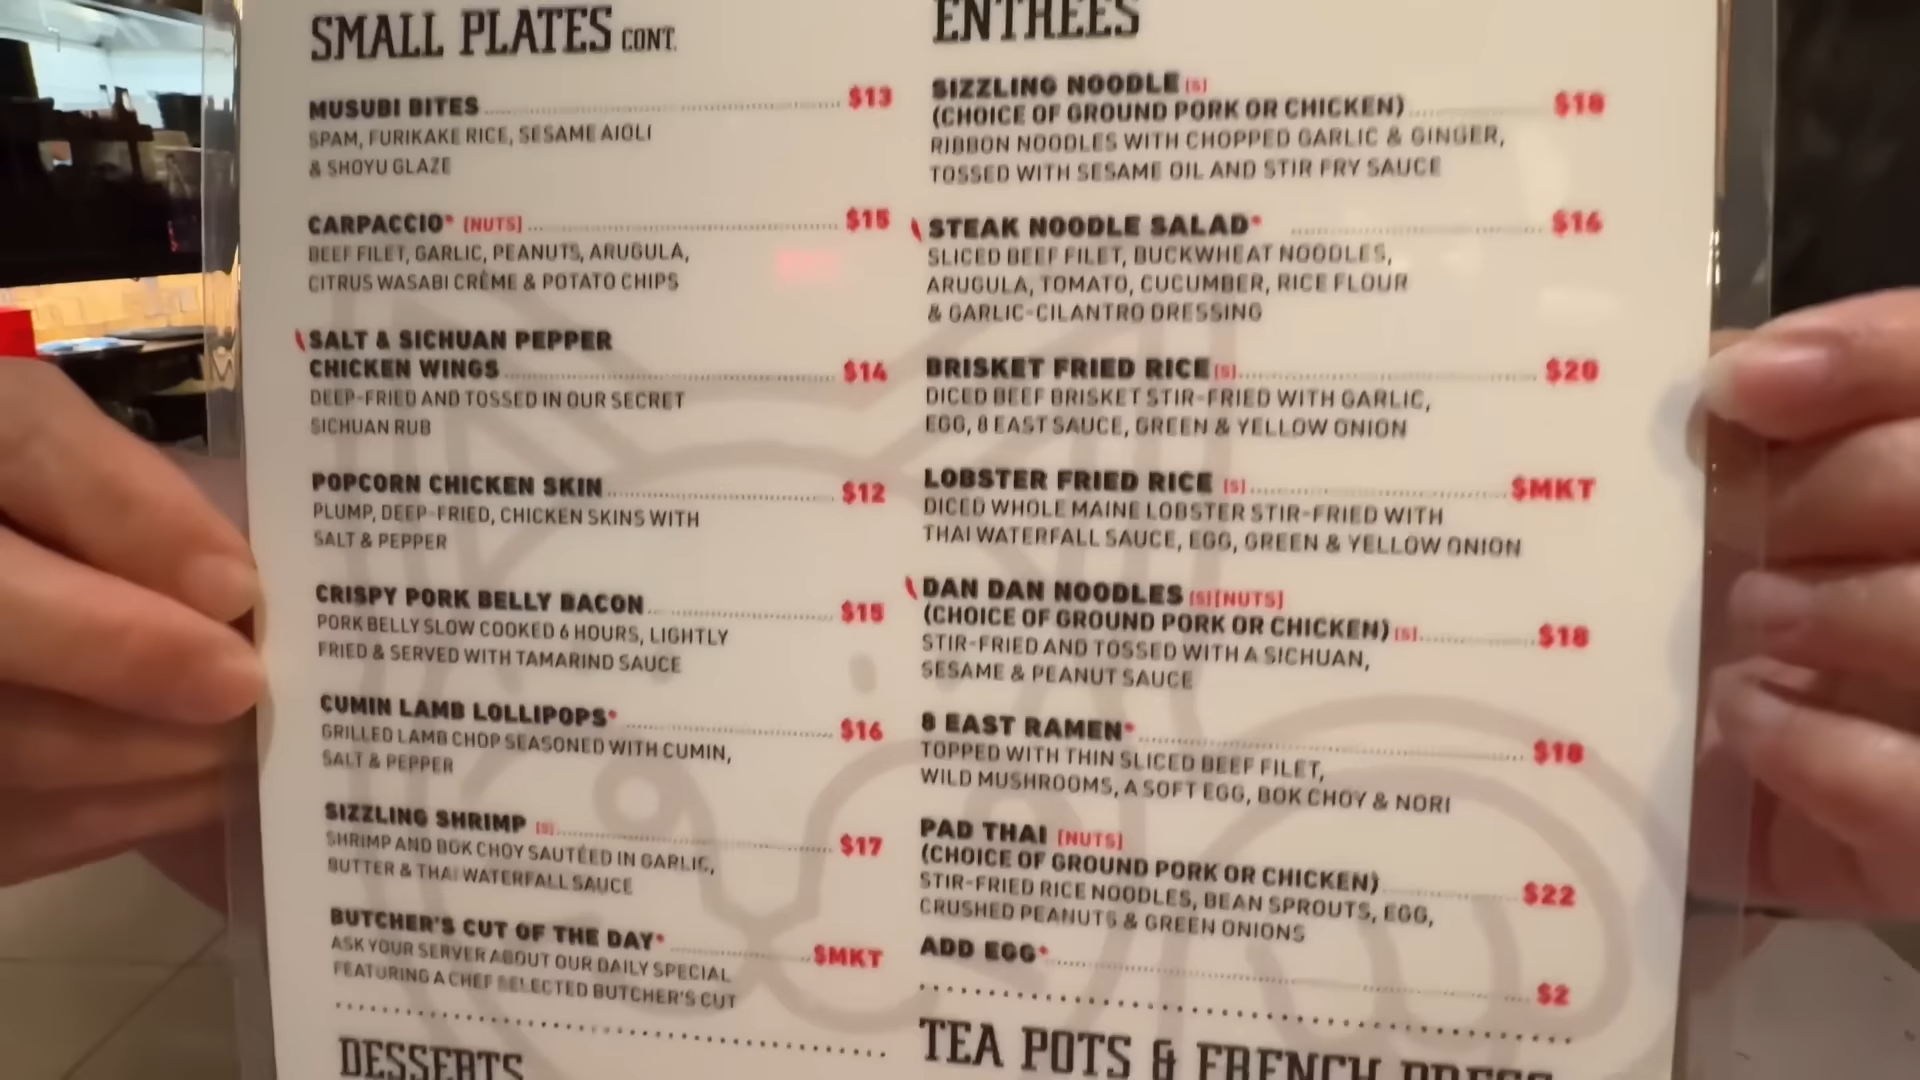 SMALL PLATES CONT.
MUSUBI BITES $13
SPAM, FURIKAKE RICE, SESAME AIOLI
& SHOYU GLAZE
CARPACCIO* [NUTS] $15
BEEF FILET, GARLIC, PEANUTS, ARUGULA,
CITRUS WASABI CRÈME & POTATO CHIPS
SALT & SICHUAN PEPPER
CHICKEN WINGS $14
DEEP-FRIED AND TOSSED IN OUR SECRET
SICHUAN RUB
POPCORN CHICKEN SKIN $12
PLUMP, DEEP-FRIED, CHICKEN SKINS WITH
SALT & PEPPER
CRISPY PORK BELLY BACON $15
PORK BELLY SLOW COOKED 6 HOURS, LIGHTLY
FRIED & SERVED WITH TAMARIND SAUCE
CUMIN LAMB LOLLIPOPS* $16
GRILLED LAMB CHOP SEASONED WITH CUMIN,
SALT & PEPPER
SIZZLING SHRIMP [S] $17
SHRIMP AND BOK CHOY SAUTÉED IN GARLIC,
BUTTER & THAI WATERFALL SAUCE
BUTCHER'S CUT OF THE DAY* $MKT
ASK YOUR SERVER ABOUT OUR DAILY SPECIAL
FEATURING A CHEF SELECTED BUTCHER'S CUT
DESSERTS
ENTREES
SIZZLING NOODLE [S]
(CHOICE OF GROUND PORK OR CHICKEN) $18
RIBBON NOODLES WITH CHOPPED GARLIC & GINGER,
TOSSED WITH SESAME OIL AND STIR FRY SAUCE
STEAK NOODLE SALAD* $16
SLICED BEEF FILET, BUCKWHEAT NOODLES,
ARUGULA, TOMATO, CUCUMBER, RICE FLOUR
& GARLIC-CILANTRO DRESSING
BRISKET FRIED RICE [S] $20
DICED BEEF BRISKET STIR-FRIED WITH GARLIC,
EGG, 8 EAST SAUCE, GREEN & YELLOW ONION
LOBSTER FRIED RICE [S] $MKT
DICED WHOLE MAINE LOBSTER STIR-FRIED WITH
THAI WATERFALL SAUCE, EGG, GREEN & YELLOW ONION
DAN DAN NOODLES [S][NUTS]
(CHOICE OF GROUND PORK OR CHICKEN) [S] $18
STIR-FRIED AND TOSSED WITH A SICHUAN,
SESAME & PEANUT SAUCE
8 EAST RAMEN* $18
TOPPED WITH THIN SLICED BEEF FILET,
WILD MUSHROOMS, A SOFT EGG, BOK CHOY & NORI
PAD THAI [NUTS]
(CHOICE OF GROUND PORK OR CHICKEN) $22
STIR-FRIED RICE NOODLES, BEAN SPROUTS, EGG,
CRUSHED PEANUTS & GREEN ONIONS
ADD EGG* $2
TEA POTS & FRENCH PRESS